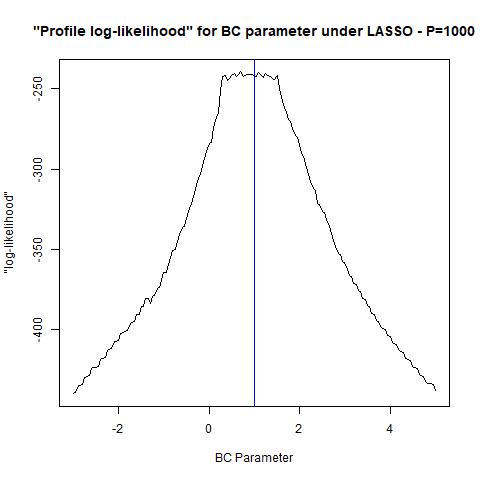 "Profile log-likelihood" for BC parameter under LASSO - P=1000
"log-likelihood"
-250
-300
-350
-400
-2
0
2
4
BC Parameter